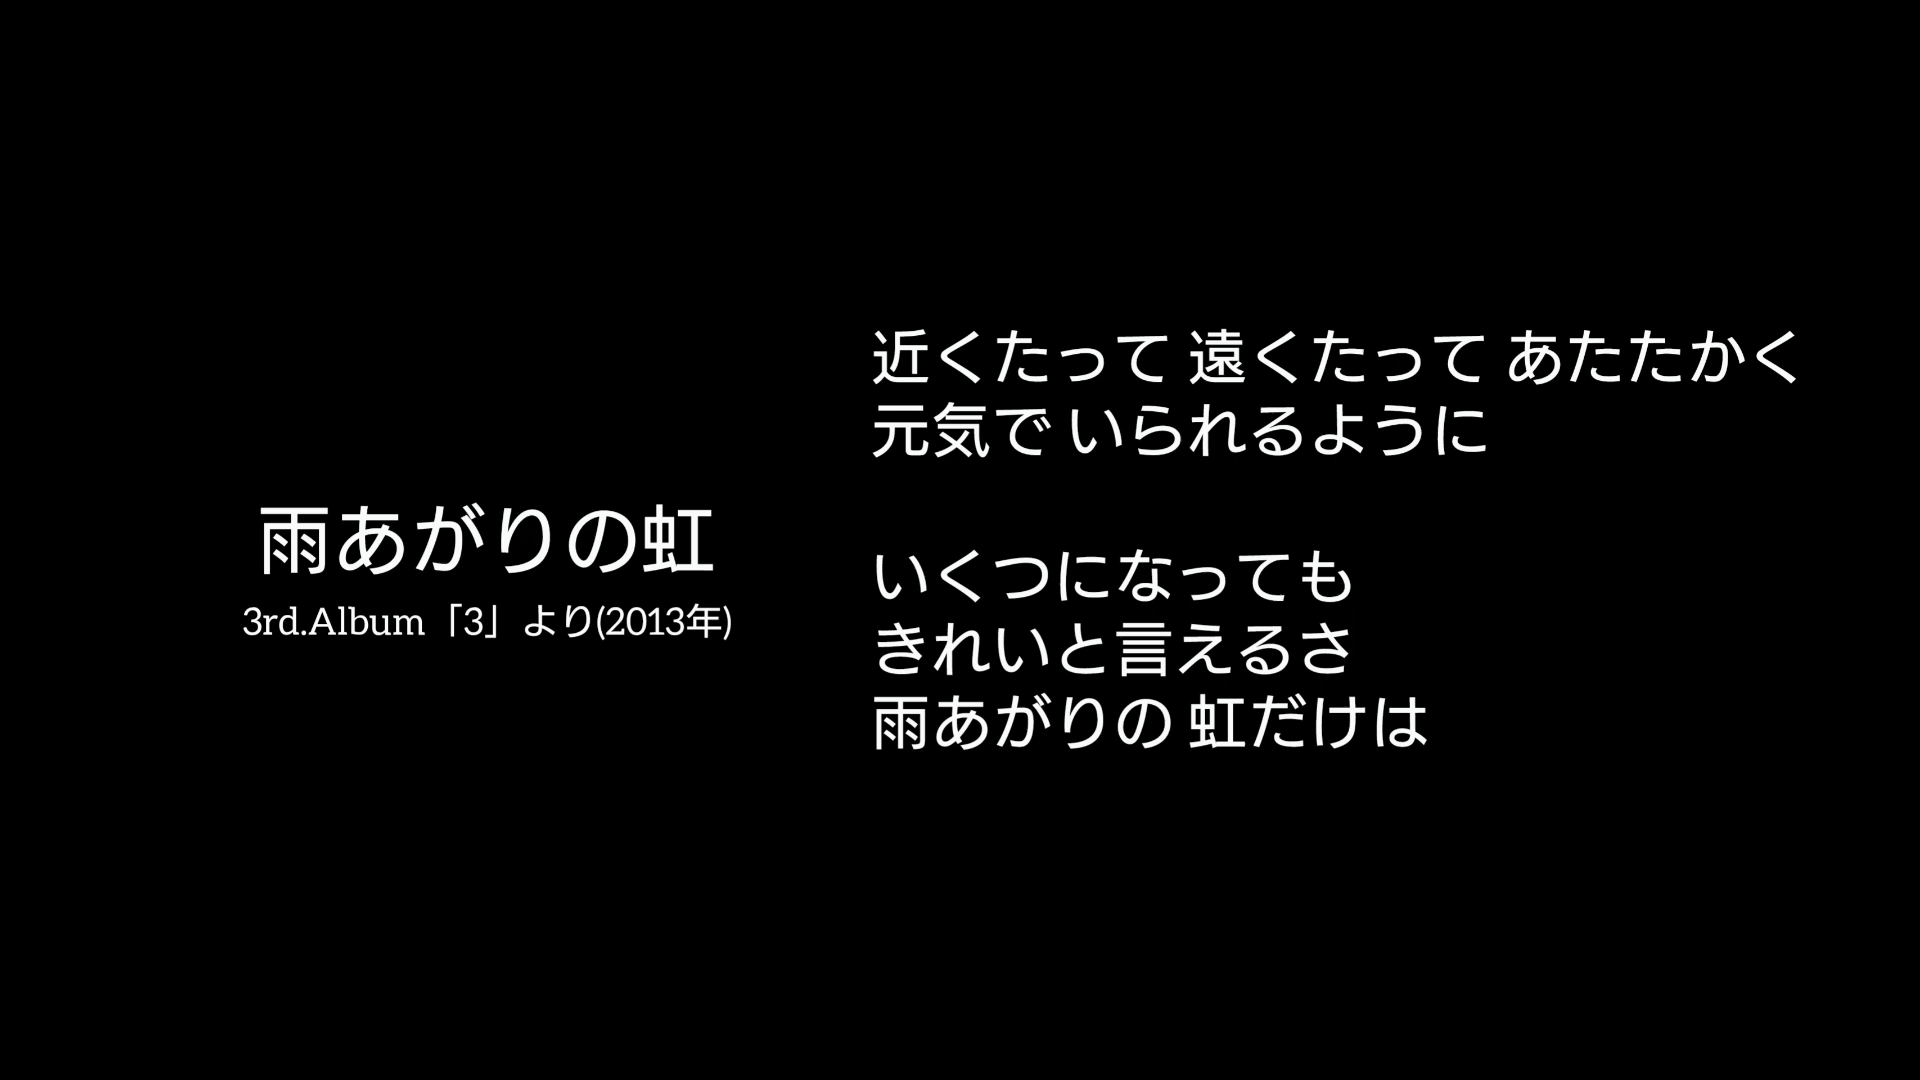 雨あがりの虹
3rd.Album「3」より(2013年)
近くたって 遠くたって あたたかく
元気で いられるように
いくつになっても
きれいと言えるさ
雨あがりの 虹だけは